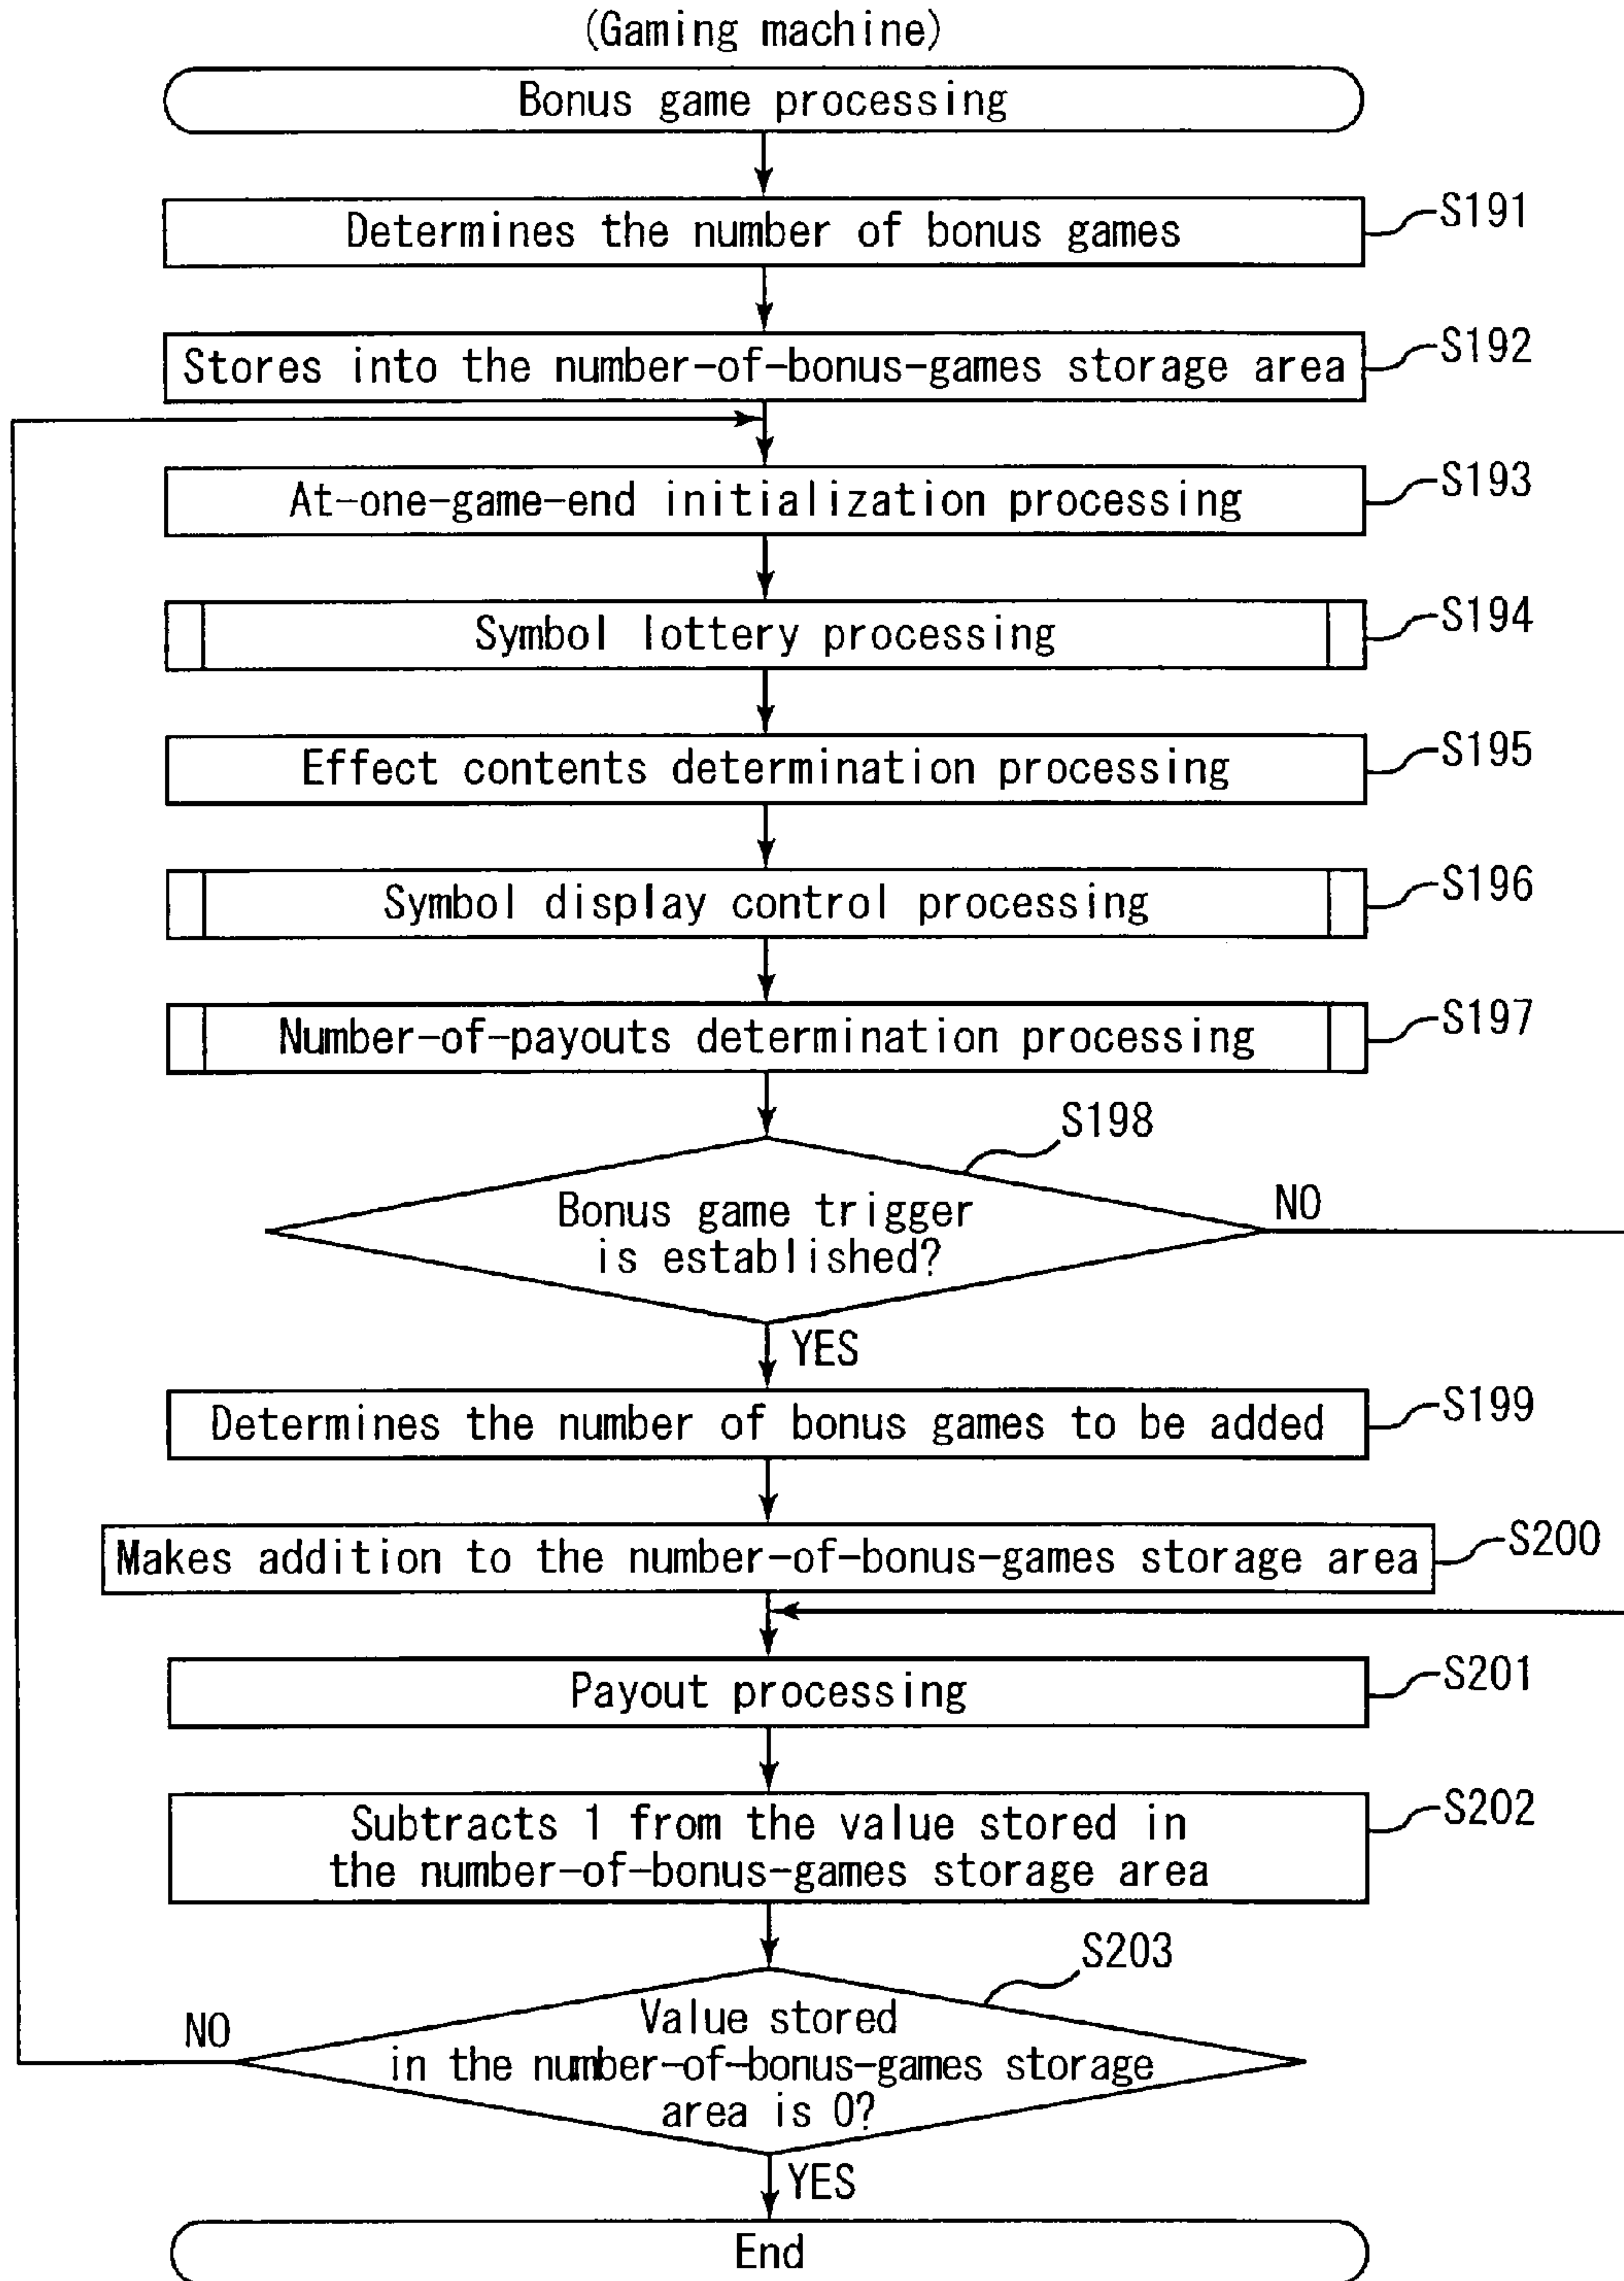 (Gaming machine)
Bonus game processing
Determines the number of bonus games
S191
Stores into the number-of-bonus-games storage area
S192
At-one-game-end initialization processing
S193
Symbol lottery processing
S194
Effect contents determination processing
S195
Symbol display control processing
S196
Number-of-payouts determination processing
S197
S198
Bonus game trigger
is established?
NO
YES
Determines the number of bonus games to be added
S199
Makes addition to the number-of-bonus-games storage area
S200
Payout processing
S201
Subtracts 1 from the value stored in
the number-of-bonus-games storage area
S202
S203
Value stored
in the number-of-bonus-games storage
area is 0?
NO
YES
End